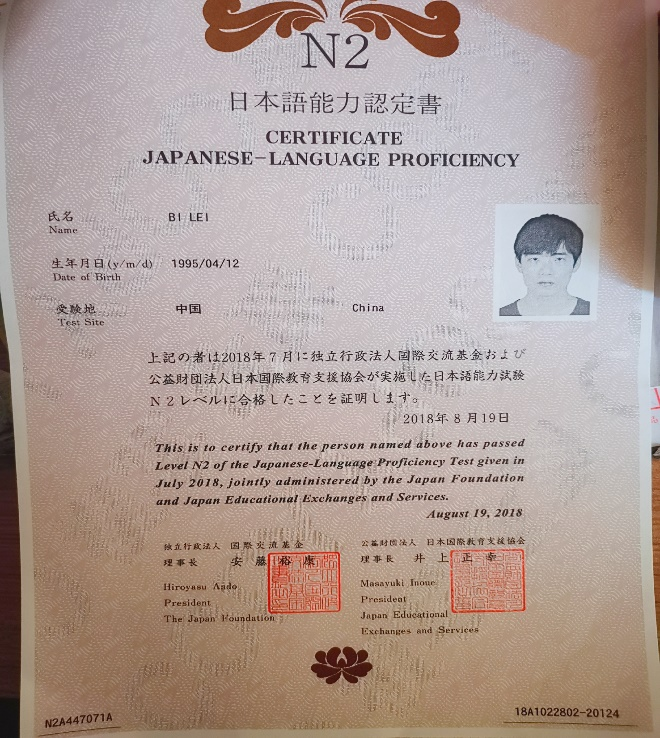 N2
日本語能力認定書
CERTIFICATE
JAPANESE-LANGUAGE PROFICIENCY
氏名 BI LEI
Name
生年月日(y/m/d) 1995/04/12
Date of Birth
受験地 中国 China
Test Site
上記の者は2018年7月に独立行政法人国際交流基金および
公益財団法人日本国際教育支援協会が実施した日本語能力試験
N2レベルに合格したことを証明します。
2018年8月19日
This is to certify that the person named above has passed
Level N2 of the Japanese-Language Proficiency Test given in
July 2018, jointly administered by the Japan Foundation
and Japan Educational Exchanges and Services.
August 19, 2018
独立行政法人 国際交流基金
理事長 安藤裕康
Hiroyasu Ando
President
The Japan Foundation
公益財団法人 日本国際教育支援協会
理事長 井上正幸
Masayuki Inoue
President
Japan Educational
Exchanges and Services
N2A447071A
18A1022802-20124